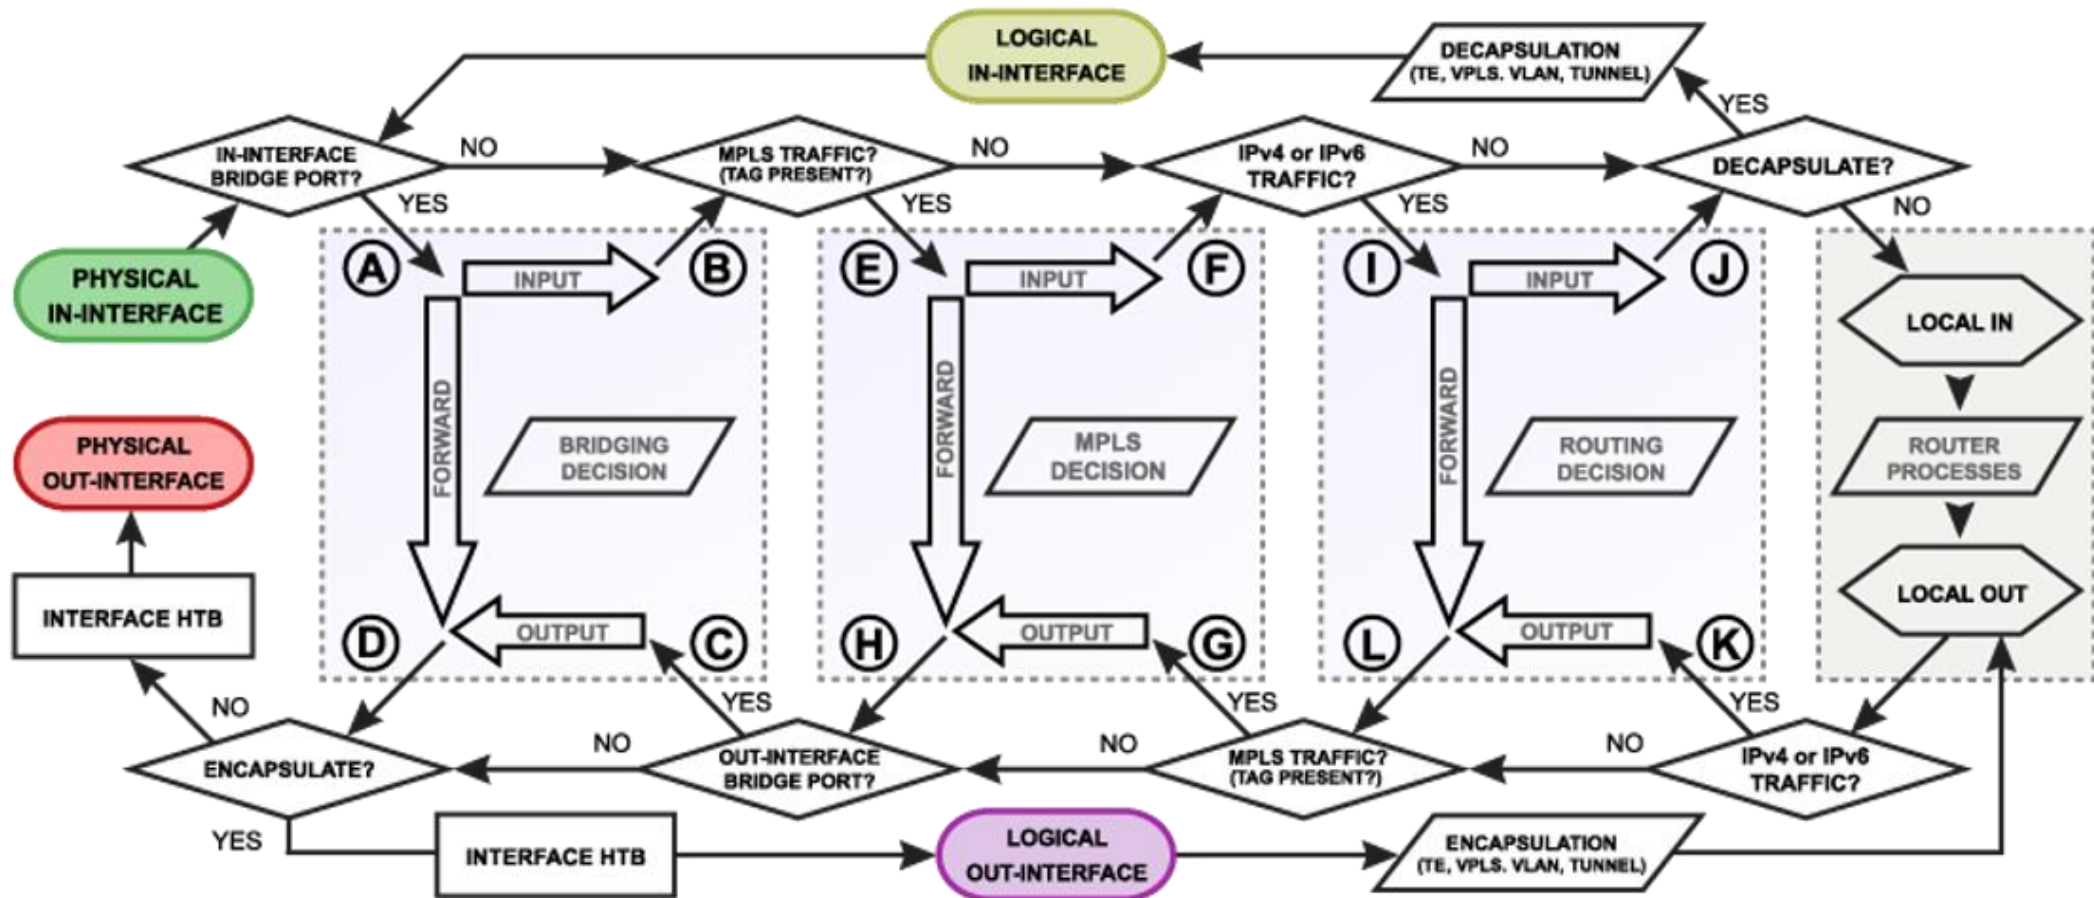 LOGICAL
IN-INTERFACE
DECAPSULATION
(TE, VPLS. VLAN, TUNNEL)
YES
IN-INTERFACE
BRIDGE PORT?
NO
MPLS TRAFFIC?
(TAG PRESENT?)
NO
IPv4 or IPv6
TRAFFIC?
NO
DECAPSULATE?
YES
YES
YES
NO
PHYSICAL
IN-INTERFACE
A
INPUT
B
E
INPUT
F
I
INPUT
J
LOCAL IN
FORWARD
BRIDGING
DECISION
FORWARD
MPLS
DECISION
FORWARD
ROUTING
DECISION
ROUTER
PROCESSES
PHYSICAL
OUT-INTERFACE
INTERFACE HTB
D
OUTPUT
C
H
OUTPUT
G
L
OUTPUT
K
LOCAL OUT
NO
YES
YES
YES
ENCAPSULATE?
NO
OUT-INTERFACE
BRIDGE PORT?
NO
MPLS TRAFFIC?
(TAG PRESENT?)
NO
IPv4 or IPv6
TRAFFIC?
YES
INTERFACE HTB
LOGICAL
OUT-INTERFACE
ENCAPSULATION
(TE, VPLS. VLAN, TUNNEL)